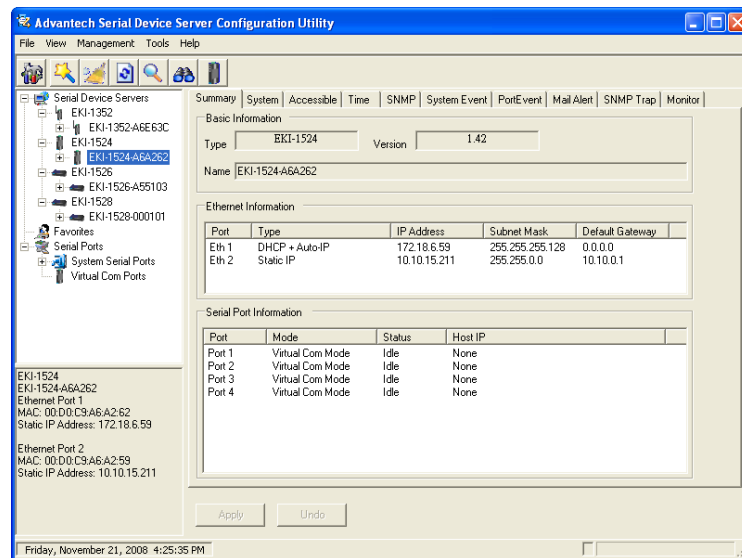 Advantech Serial Device Server Configuration Utility
File View Management Tools Help
Serial Device Servers
EKI-1352
EKI-1352-A6E63C
EKI-1524
EKI-1524-A6A262
EKI-1526
EKI-1526-A55103
EKI-1528
EKI-1528-000101
Favorites
Serial Ports
System Serial Ports
Virtual Com Ports
EKI-1524
EKI-1524-A6A262
Ethernet Port 1
MAC: 00:D0:C9:A6:A2:62
Static IP Address: 172.18.6.59
Ethernet Port 2
MAC: 00:D0:C9:A6:A2:59
Static IP Address: 10.10.15.211
Summary System Accessible Time SNMP System Event PortEvent Mail Alert SNMP Trap Monitor
Basic Information
Type EKI-1524 Version 1.42
Name EKI-1524-A6A262
Ethernet Information
Port Type IP Address Subnet Mask Default Gateway
Eth 1 DHCP + Auto-IP 172.18.6.59 255.255.255.128 0.0.0.0
Eth 2 Static IP 10.10.15.211 255.255.0.0 10.10.0.1
Serial Port Information
Port Mode Status Host IP
Port 1 Virtual Com Mode Idle None
Port 2 Virtual Com Mode Idle None
Port 3 Virtual Com Mode Idle None
Port 4 Virtual Com Mode Idle None
Apply Undo
Friday, November 21, 2008 4:25:35 PM